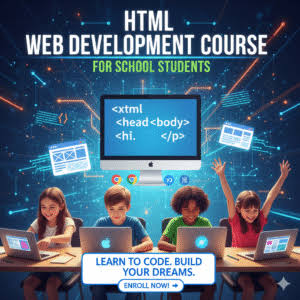 HTML
WEB DEVELOPMENT COURSE
FOR SCHOOL STUDENTS
<xtml
<head<body>
<hi. </p>
LEARN TO CODE. BUILD
YOUR DREAMS.
ENROLL NOW! →